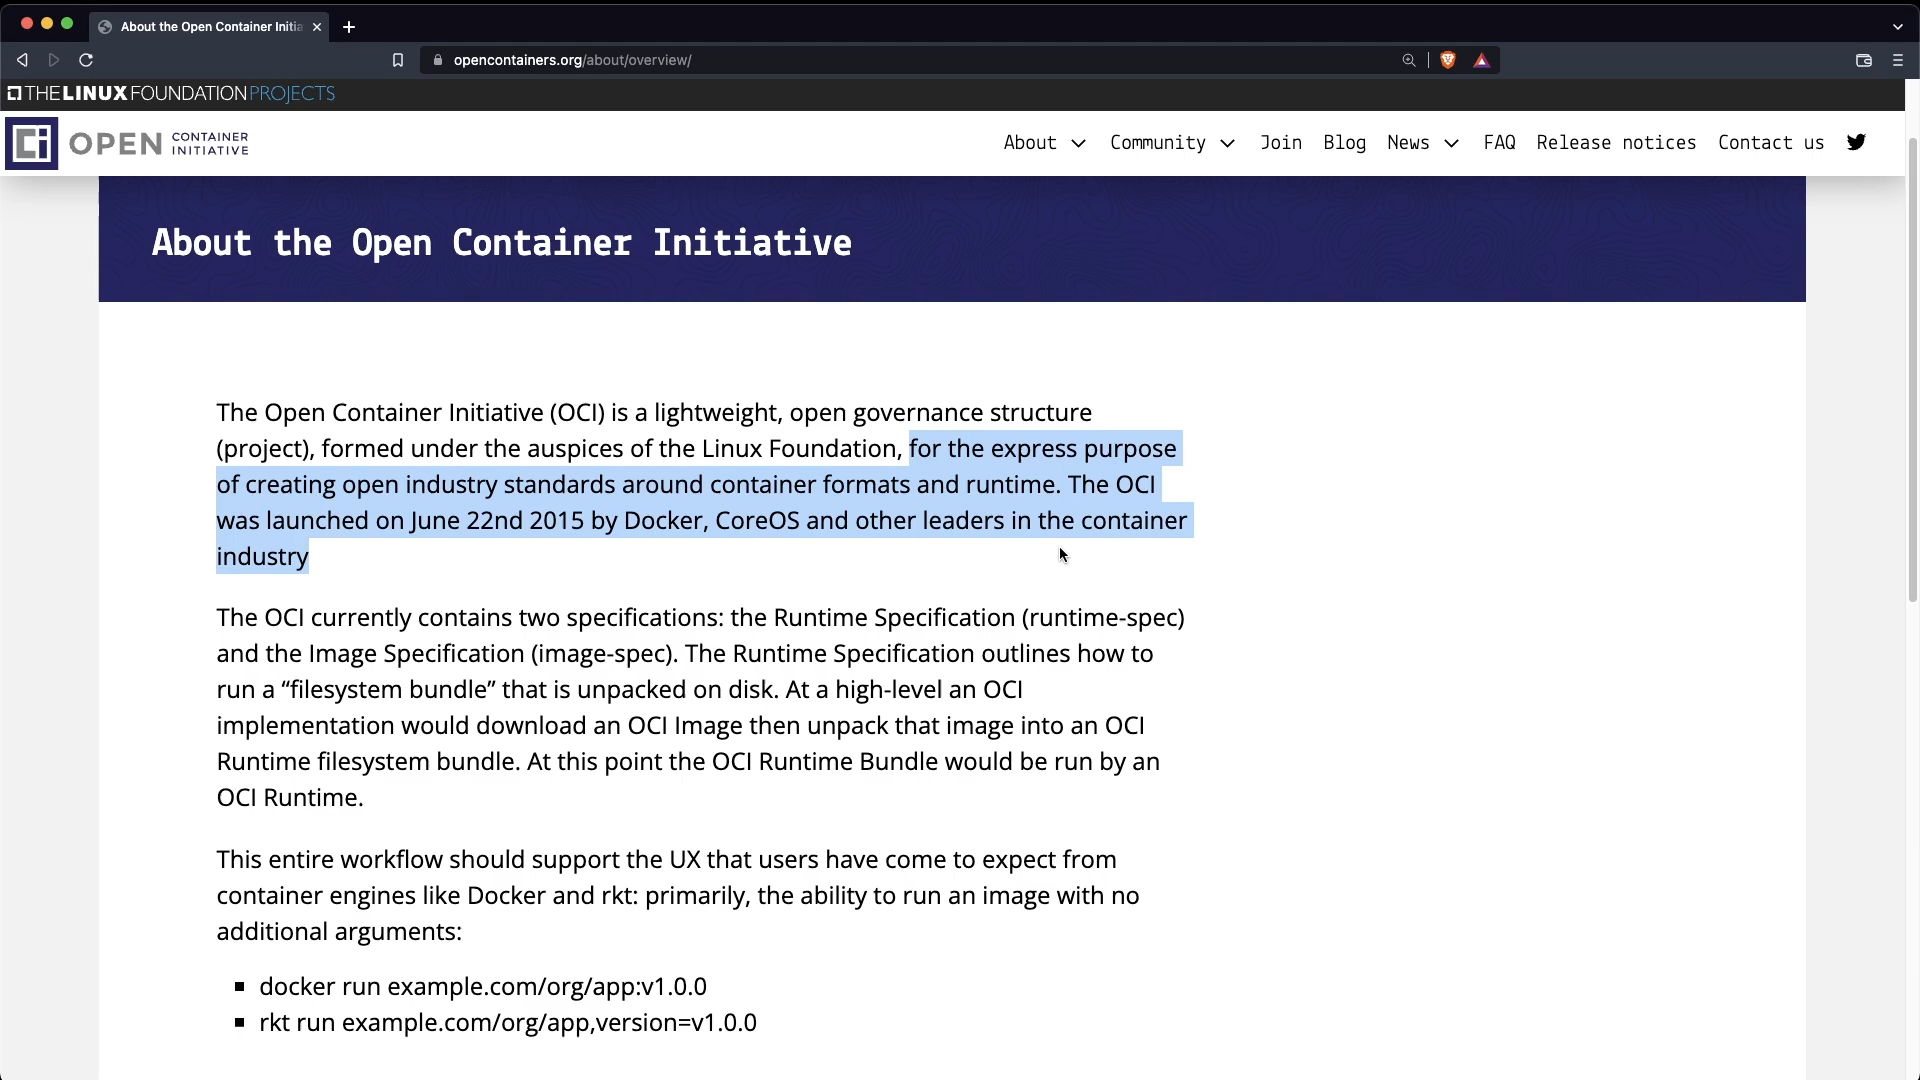 About the Open Container Initia
opencontainers.org/about/overview/
THE LINUX FOUNDATION PROJECTS
OPEN CONTAINER INITIATIVE
About Community Join Blog News FAQ Release notices Contact us
About the Open Container Initiative
The Open Container Initiative (OCI) is a lightweight, open governance structure
(project), formed under the auspices of the Linux Foundation, for the express purpose
of creating open industry standards around container formats and runtime. The OCI
was launched on June 22nd 2015 by Docker, CoreOS and other leaders in the container
industry
The OCI currently contains two specifications: the Runtime Specification (runtime-spec)
and the Image Specification (image-spec). The Runtime Specification outlines how to
run a “filesystem bundle” that is unpacked on disk. At a high-level an OCI
implementation would download an OCI Image then unpack that image into an OCI
Runtime filesystem bundle. At this point the OCI Runtime Bundle would be run by an
OCI Runtime.
This entire workflow should support the UX that users have come to expect from
container engines like Docker and rkt: primarily, the ability to run an image with no
additional arguments:
docker run example.com/org/app:v1.0.0
rkt run example.com/org/app,version=v1.0.0